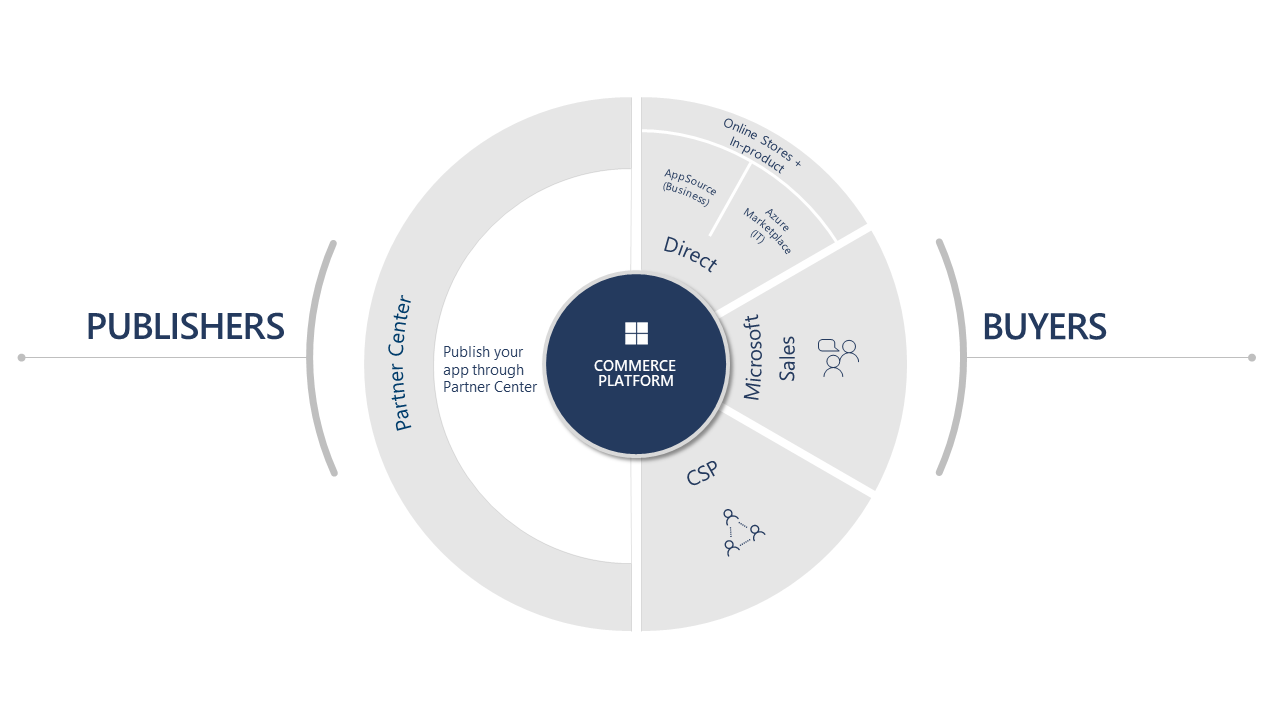 PUBLISHERS
Partner Center
Publish your
app through
Partner Center
COMMERCE
PLATFORM
Online Stores +
In-product
AppSource
(Business)
Azure
Marketplace
(IT)
Direct
Microsoft
Sales
CSP
BUYERS